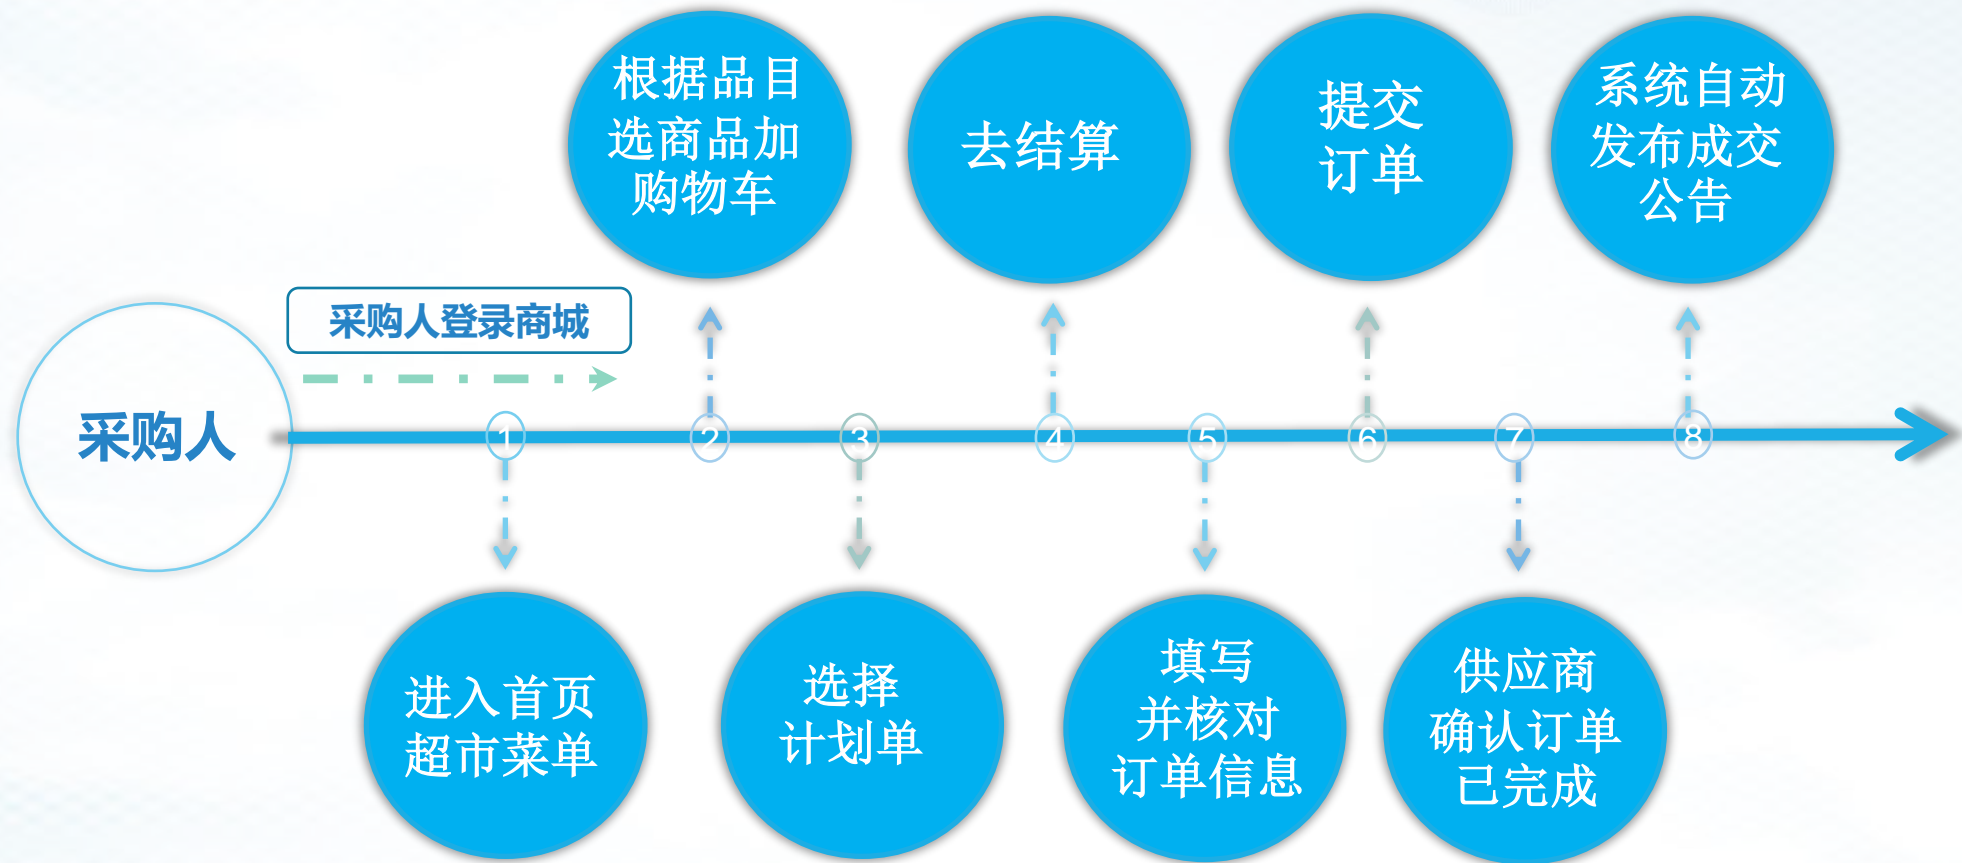 采购人
采购人登录商城
1
进入首页
超市菜单
2
根据品目
选商品加
购物车
3
选择
计划单
4
去结算
5
填写
并核对
订单信息
6
提交
订单
7
供应商
确认订单
已完成
8
系统自动
发布成交
公告